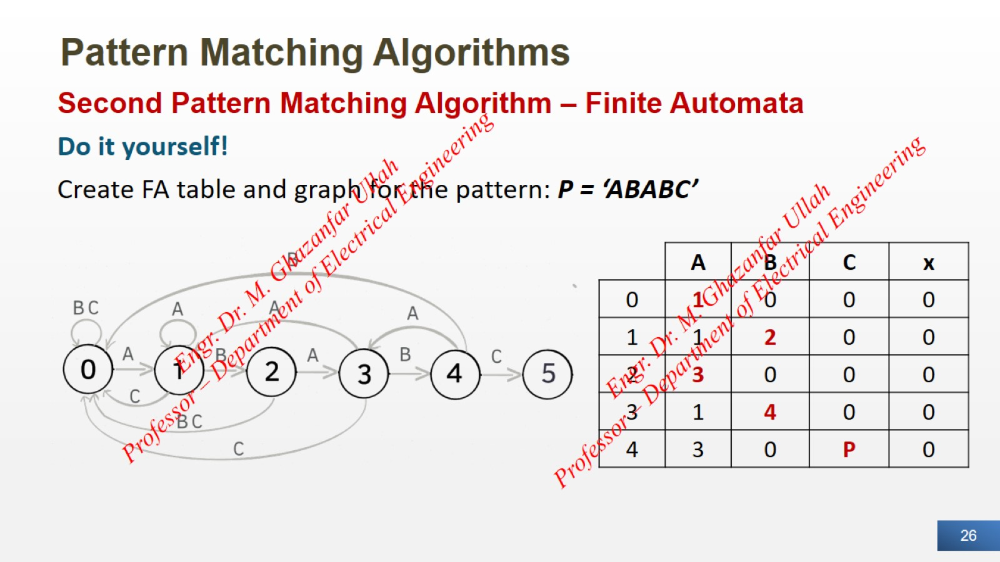 Pattern Matching Algorithms
Second Pattern Matching Algorithm – Finite Automata
Do it yourself!
Create FA table and graph for the pattern: P = ‘ABABC’
B
B C A A A
A B A B C
0 1 2 3 4 5
C
B C
C
A B C x
0 1 0 0 0
1 1 2 0 0
2 3 0 0 0
3 1 4 0 0
4 3 0 P 0
Engr. Dr. M. Ghazanfar Ullah
Professor – Department of Electrical Engineering
Engr. Dr. M. Ghazanfar Ullah
Professor – Department of Electrical Engineering
26